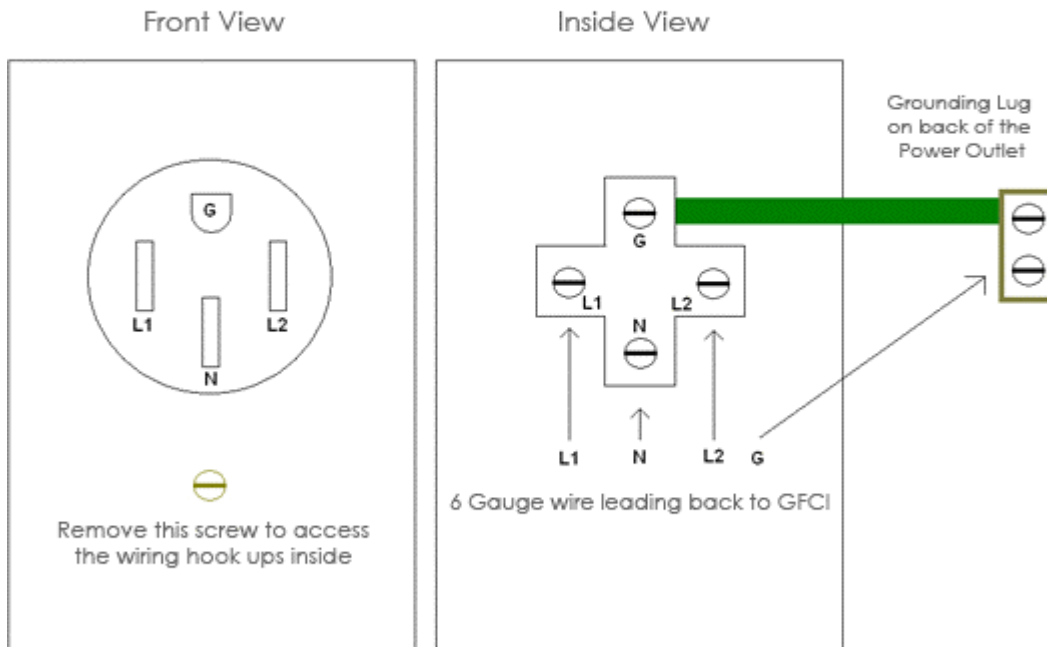 Front View
Inside View
Grounding Lug
on back of the
Power Outlet
G
L1
L2
N
G
L1
L2
N
L1
N
L2
G
6 Gauge wire leading back to GFCI
Remove this screw to access
the wiring hook ups inside